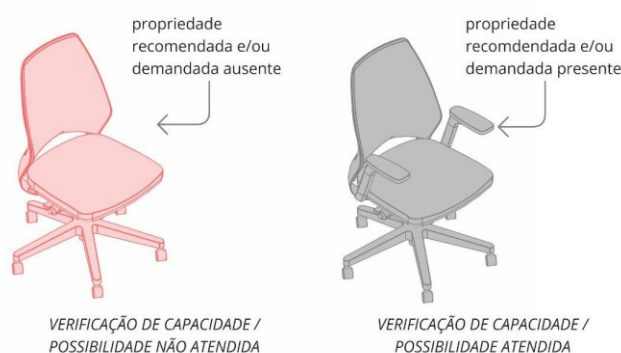 propriedade
recomendada e/ou
demandada ausente
propriedade
recomdendada e/ou
demandada presente
VERIFICAÇÃO DE CAPACIDADE /
POSSIBILIDADE NÃO ATENDIDA
VERIFICAÇÃO DE CAPACIDADE /
POSSIBILIDADE ATENDIDA